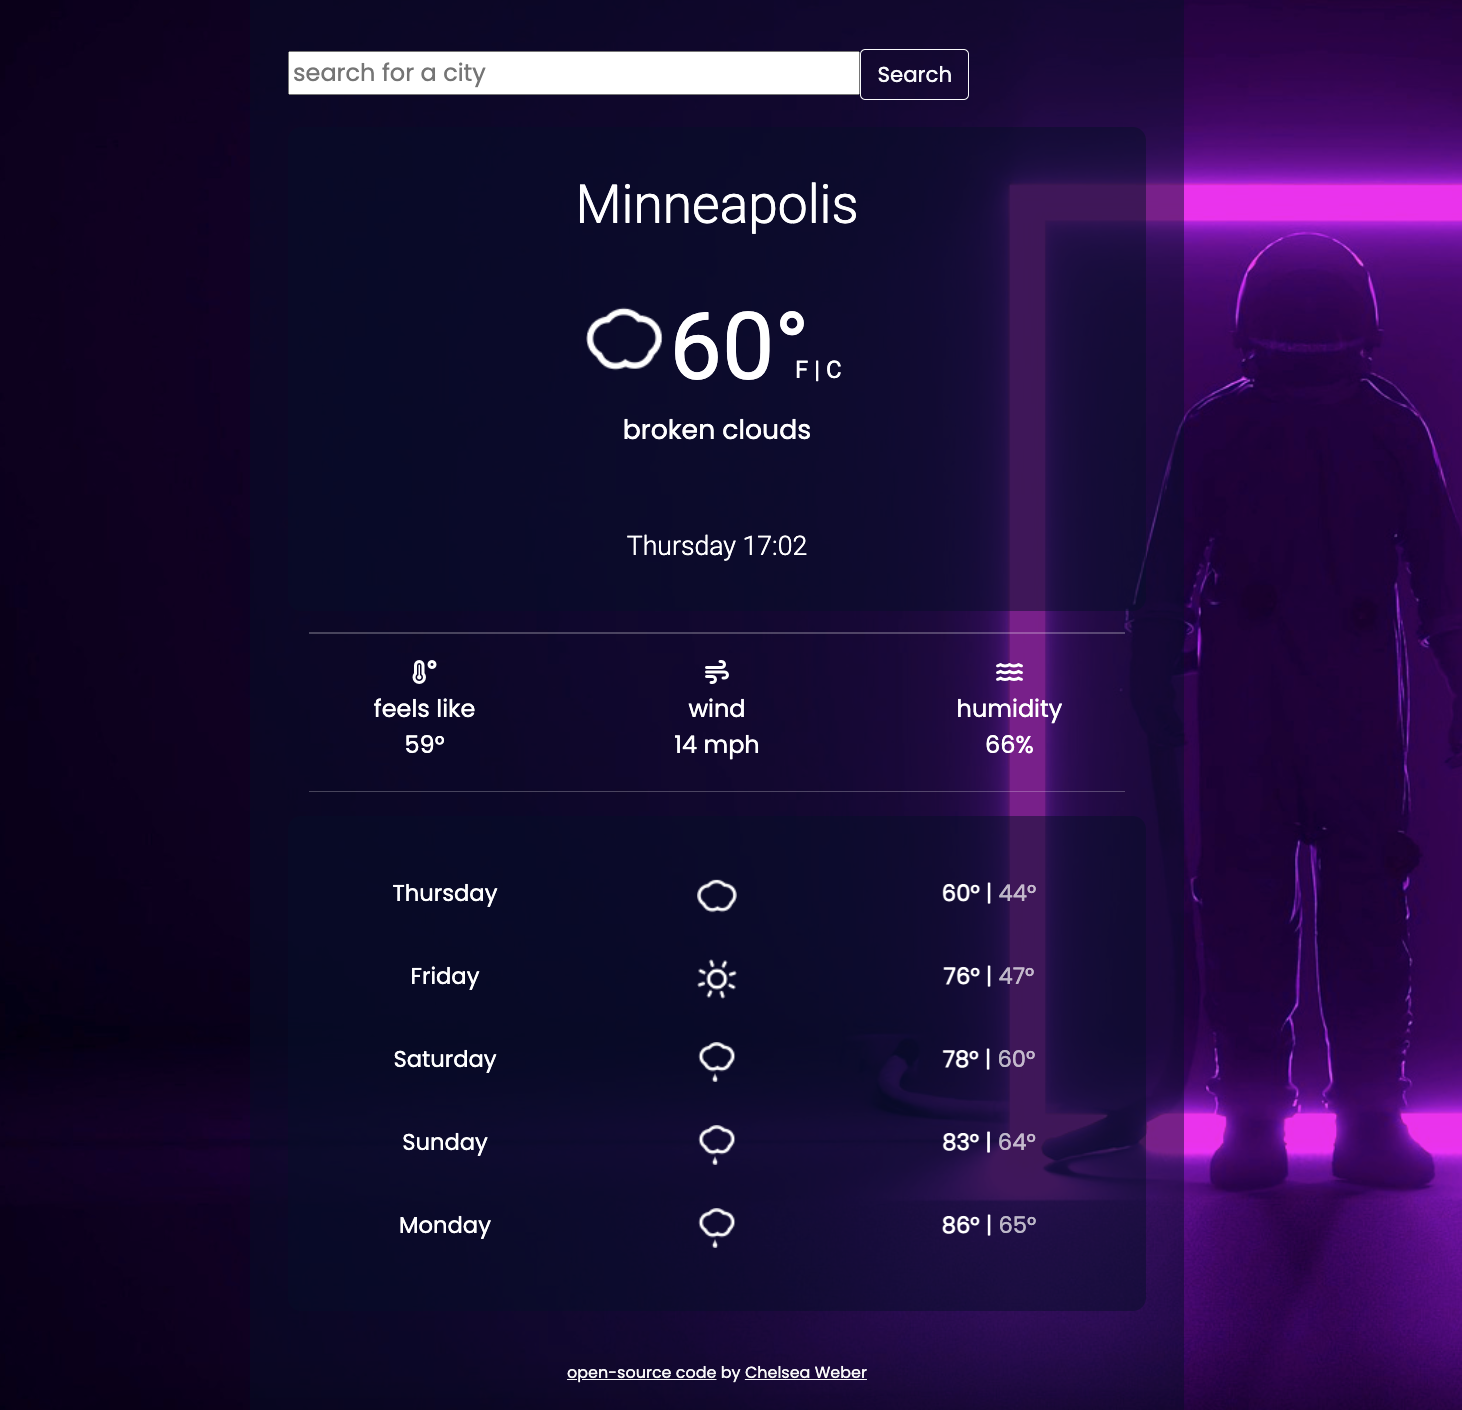 search for a city Search
Minneapolis
60°
F | C
broken clouds
Thursday 17:02
feels like wind humidity
59° 14 mph 66%
Thursday 60° | 44°
Friday 76° | 47°
Saturday 78° | 60°
Sunday 83° | 64°
Monday 86° | 65°
open-source code by Chelsea Weber